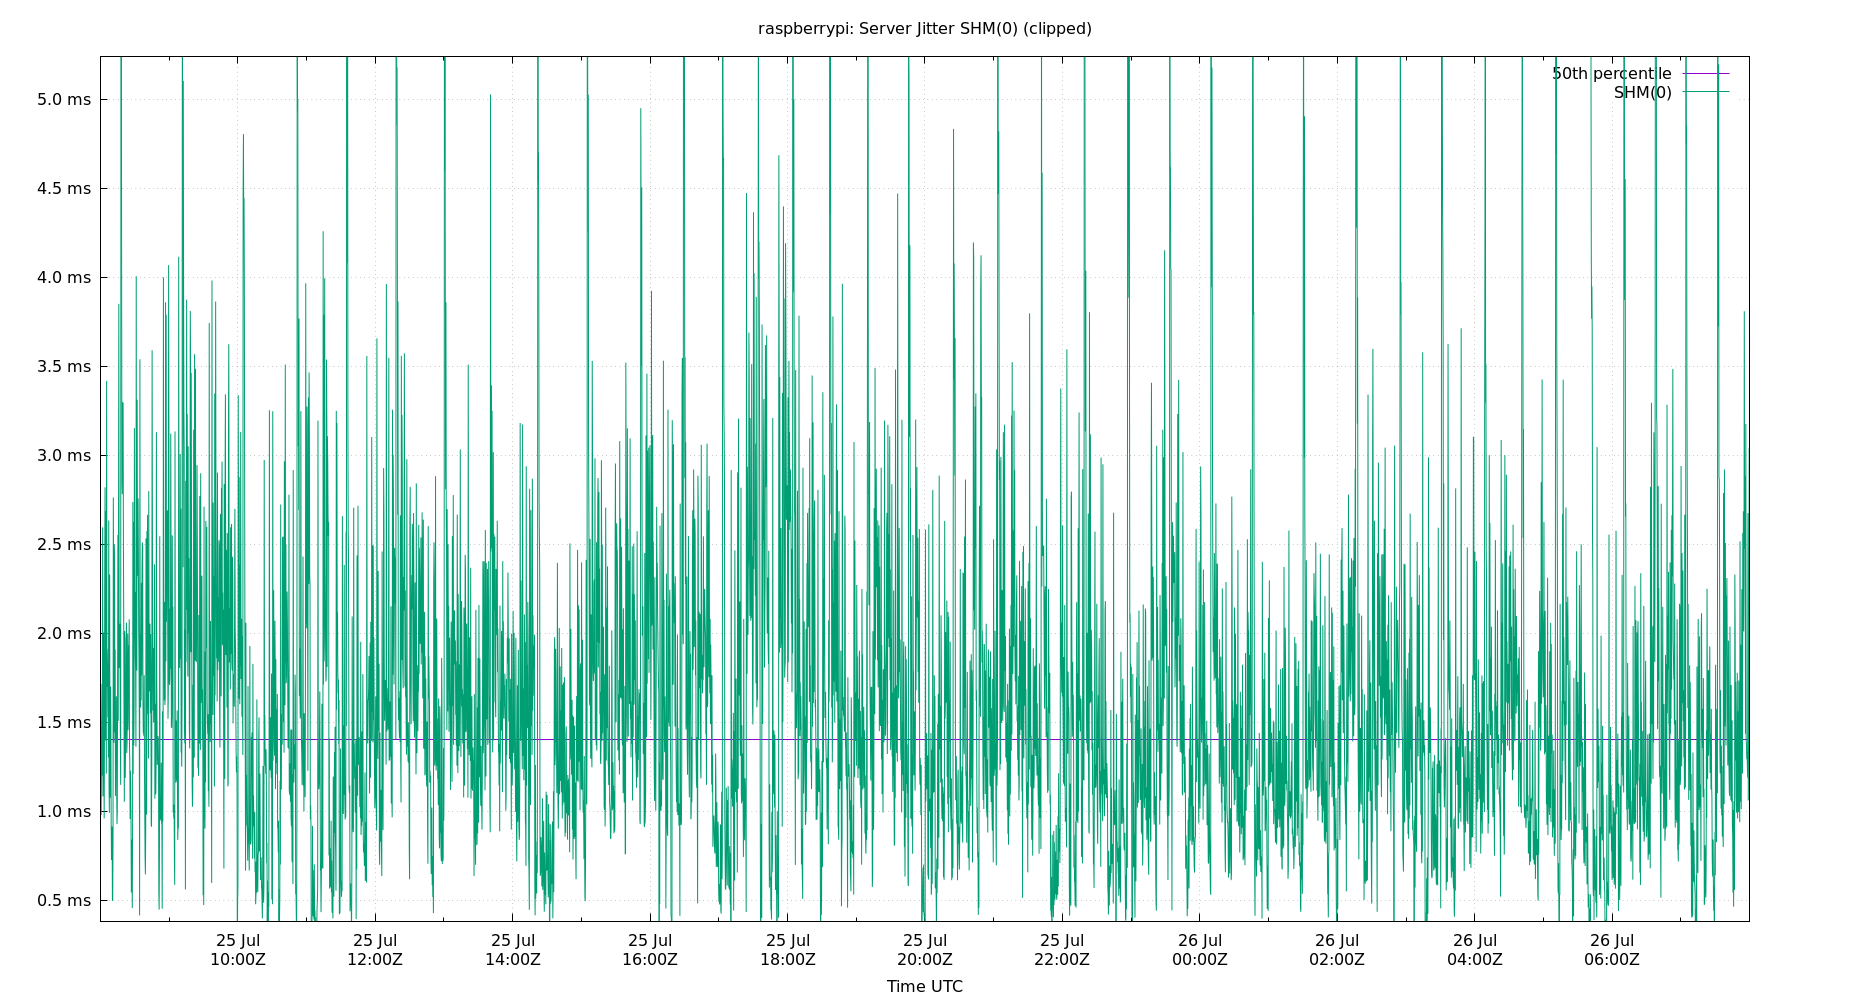 raspberrypi: Server Jitter SHM(0) (clipped)
50th percentile
SHM(0)
5.0 ms
4.5 ms
4.0 ms
3.5 ms
3.0 ms
2.5 ms
2.0 ms
1.5 ms
1.0 ms
0.5 ms
25 Jul 25 Jul 25 Jul 25 Jul 25 Jul 25 Jul 25 Jul 26 Jul 26 Jul 26 Jul 26 Jul
10:00Z 12:00Z 14:00Z 16:00Z 18:00Z 20:00Z 22:00Z 00:00Z 02:00Z 04:00Z 06:00Z
Time UTC